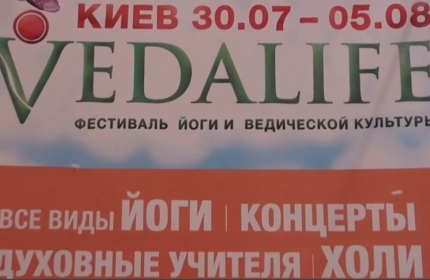 КИЕВ 30.07 – 05.08
VEDALIFE
ФЕСТИВАЛЬ ЙОГИ И ВЕДИЧЕСКОЙ КУЛЬТУРЫ
ВСЕ ВИДЫ ЙОГИ | КОНЦЕРТЫ
ДУХОВНЫЕ УЧИТЕЛЯ | ХОЛИ